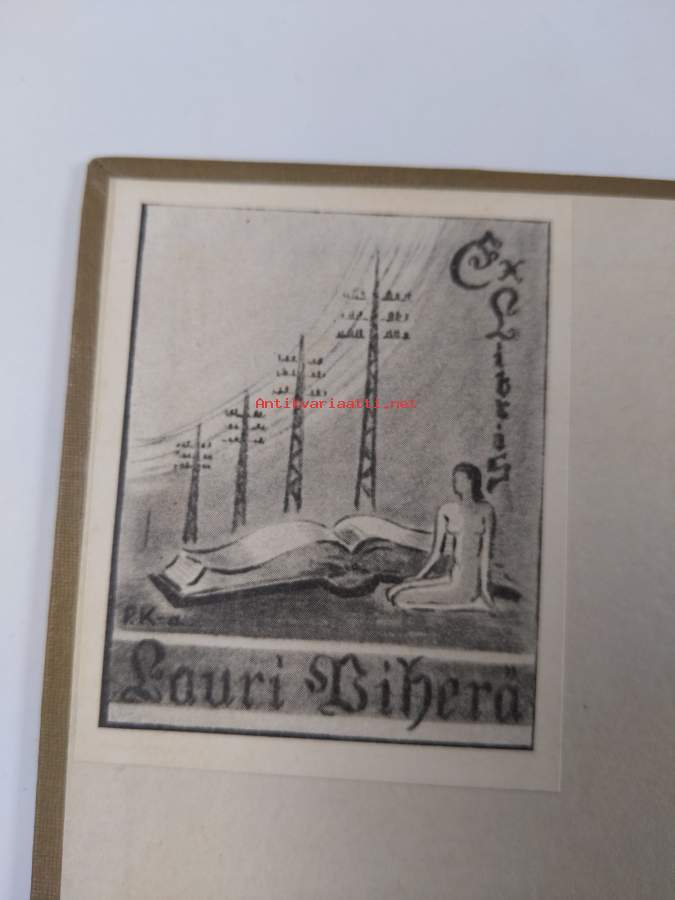 Ex
Libris
Antikvariaatti.net
P.K-a
Lauri Viherä